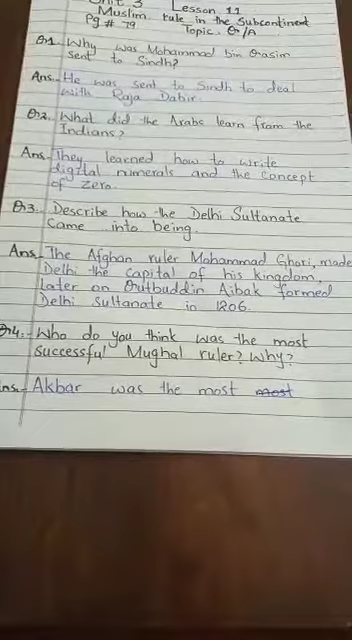 Unit 3 Lesson 11
Muslim rule in the Subcontinent
Pg # 79 Topic. Q/A
Q1. Why was Mohammad bin Qasim
sent to Sindh?
Ans. He was sent to Sindh to deal
with Raja Dahir.
Q2. What did the Arabs learn from the
Indians?
Ans. They learned how to write
digital numerals and the concept
of zero.
Q3. Describe how the Delhi Sultanate
came into being.
Ans. The Afghan ruler Mohammad Ghori, made
Delhi the capital of his kingdom,
Later on Qutbuddin Aibak formed
Delhi Sultanate in 1206.
Q4. Who do you think was the most
successful Mughal ruler? Why?
Ans. Akbar was the most most